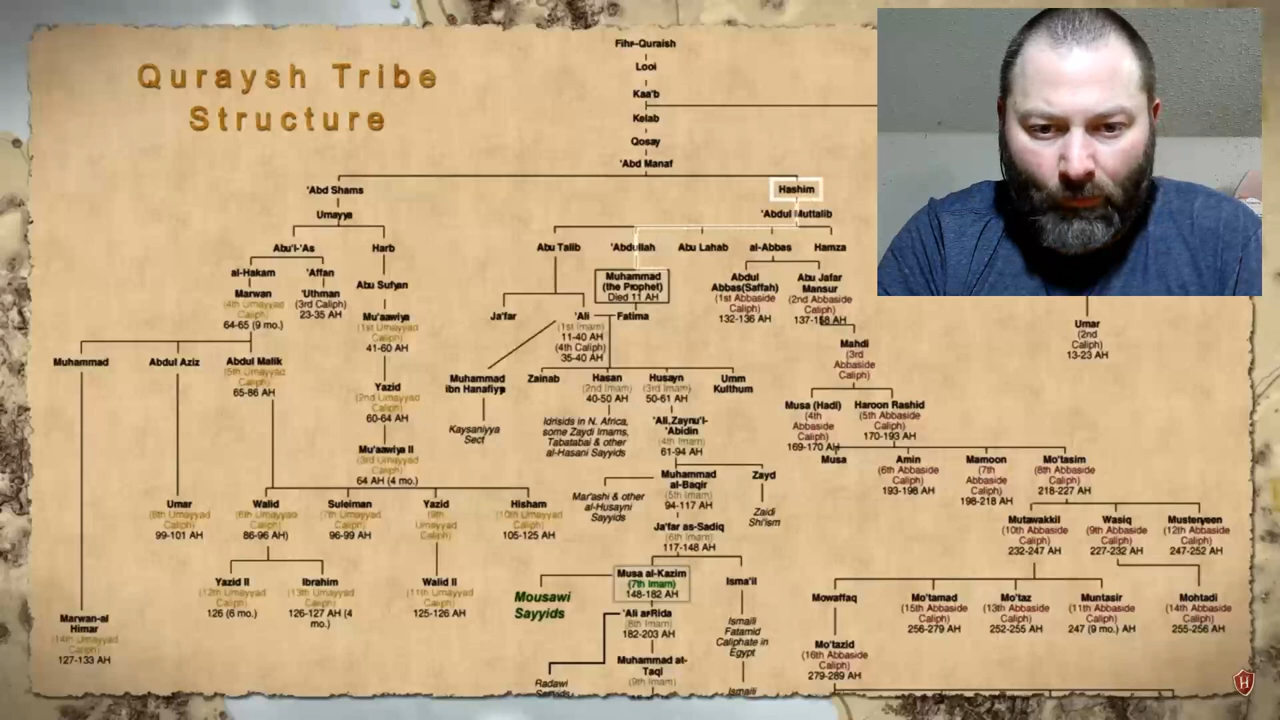 Quraysh Tribe
Structure
Fihr-Quraish
Looi
Kaa'b
Kelab
Qosay
'Abd Manaf
'Abd Shams
Hashim
Umayya
'Abdul Muttalib
Abu'l-'As
Harb
Abu Talib
'Abdullah
Abu Lahab
al-Abbas
Hamza
al-Hakam
'Affan
Abu Sufyan
Marwan
(4th Umayyad
Caliph)
64-65 (9 mo.)
'Uthman
(3rd Caliph)
23-35 AH
Muhammad
(the Prophet)
Died 11 AH
Abdul
Abbas(Saffah)
(1st Abbaside
Caliph)
132-136 AH
Abu Jafar
Mansur
(2nd Abbaside
Caliph)
137-158 AH
Mu'aawiya
(1st Umayyad
Caliph)
41-60 AH
Ja'far
'Ali
(1st Imam)
11-40 AH
(4th Caliph)
35-40 AH
Fatima
Umar
(2nd
Caliph)
13-23 AH
Mahdi
(3rd
Abbaside
Caliph)
Muhammad
Abdul Aziz
Abdul Malik
(5th Umayyad
Caliph)
65-86 AH
Yazid
(2nd Umayyad
Caliph)
60-64 AH
Muhammad
ibn Hanafiya
Zainab
Hasan
(2nd Imam)
40-50 AH
Husayn
(3rd Imam)
50-61 AH
Umm
Kulthum
Musa (Hadi)
(4th
Abbaside
Caliph)
169-170 AH
Haroon Rashid
(5th Abbaside
Caliph)
170-193 AH
Kaysaniyya
Sect
Idrisids in N. Africa,
some Zaydi Imams,
Tabatabai & other
al-Hasani Sayyids
'Ali,Zaynu'l-
'Abidin
(4th Imam)
61-94 AH
Mu'aawiya II
(3rd Umayyad
Caliph)
64 AH (4 mo.)
Musa
Amin
(6th Abbaside
Caliph)
193-198 AH
Mamoon
(7th
Abbaside
Caliph)
198-218 AH
Mo'tasim
(8th Abbaside
Caliph)
218-227 AH
Muhammad
al-Baqir
(5th Imam)
94-117 AH
Zayd
Mar'ashi & other
al-Husayni
Sayyids
Zaidi
Shi'ism
Umar
(8th Umayyad
Caliph)
99-101 AH
Walid
(6th Umayyad
Caliph)
86-96 AH)
Suleiman
(7th Umayyad
Caliph)
96-99 AH
Yazid
(9th
Umayyad
Caliph)
Hisham
(10th Umayyad
Caliph)
105-125 AH
Ja'far as-Sadiq
(6th Imam)
117-148 AH
Mutawakkil
(10th Abbaside
Caliph)
232-247 AH
Wasiq
(9th Abbaside
Caliph)
227-232 AH
Musteryeen
(12th Abbaside
Caliph)
247-252 AH
Yazid II
(12th Umayyad
Caliph)
126 (6 mo.)
Ibrahim
(13th Umayyad
Caliph)
126-127 AH (4
mo.)
Walid II
(11th Umayyad
Caliph)
125-126 AH
Mousawi
Sayyids
Musa al-Kazim
(7th Imam)
148-182 AH
Isma'il
Mowaffaq
Mo'tamad
(15th Abbaside
Caliph)
256-279 AH
Mo'taz
(13th Abbaside
Caliph)
252-255 AH
Muntasir
(11th Abbaside
Caliph)
247 (9 mo.) AH
Mohtadi
(14th Abbaside
Caliph)
255-256 AH
Marwan-al
Himar
(14th Umayyad
Caliph)
127-133 AH
'Ali arRida
(8th Imam)
182-203 AH
Ismaili
Fatamid
Caliphate in
Egypt
Mo'tazid
(16th Abbaside
Caliph)
279-289 AH
Muhammad al-
Taqi
(9th Imam)
Radawi
Sayyids
Ismaili
H